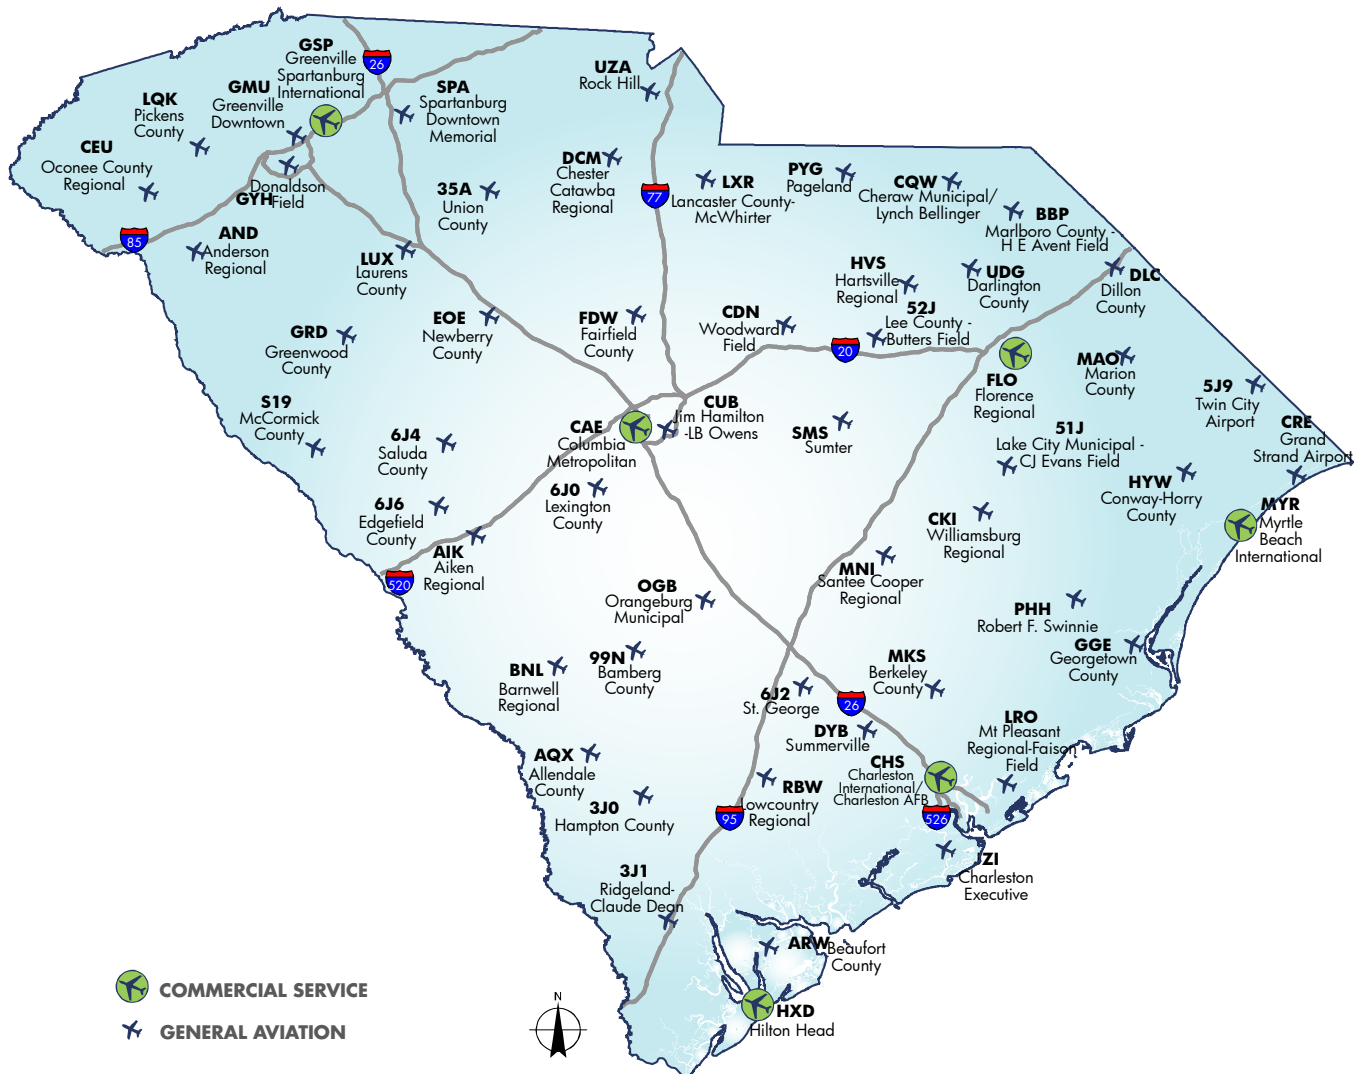 GSP
Greenville
Spartanburg
International
26
UZA
Rock Hill
LQK
Pickens
County
GMU
Greenville
Downtown
SPA
Spartanburg
Downtown
Memorial
CEU
Oconee County
Regional
Donaldson
Field
GYH
35A
Union
County
DCM
Chester
Catawba
Regional
77
LXR
Lancaster County-
McWhirter
PYG
Pageland
CQW
Cheraw Municipal/
Lynch Bellinger
BBP
Marlboro County -
H E Avent Field
85
AND
Anderson
Regional
LUX
Laurens
County
HVS
Hartsville
Regional
UDG
Darlington
County
DLC
Dillon
County
GRD
Greenwood
County
EOE
Newberry
County
FDW
Fairfield
County
CDN
Woodward
Field
52J
Lee County -
Butters Field
20
FLO
Florence
Regional
MAO
Marion
County
5J9
Twin City
Airport
S19
McCormick
County
6J4
Saluda
County
CAE
Columbia
Metropolitan
CUB
Jim Hamilton
-LB Owens
SMS
Sumter
51J
Lake City Municipal -
CJ Evans Field
CRE
Grand
Strand Airport
6J6
Edgefield
County
6J0
Lexington
County
HYW
Conway-Horry
County
MYR
Myrtle
Beach
International
AIK
Aiken
Regional
520
CKI
Williamsburg
Regional
MNI
Santee Cooper
Regional
OGB
Orangeburg
Municipal
PHH
Robert F. Swinnie
GGE
Georgetown
County
BNL
Barnwell
Regional
99N
Bamberg
County
6J2
St. George
MKS
Berkeley
County
26
LRO
Mt Pleasant
Regional-Faison
Field
DYB
Summerville
AQX
Allendale
County
CHS
Charleston
International/
Charleston AFB
3J0
Hampton County
RBW
Lowcountry
Regional
95
526
JZI
Charleston
Executive
3J1
Ridgeland-
Claude Dean
ARW
Beaufort
County
HXD
Hilton Head
COMMERCIAL SERVICE
GENERAL AVIATION
N